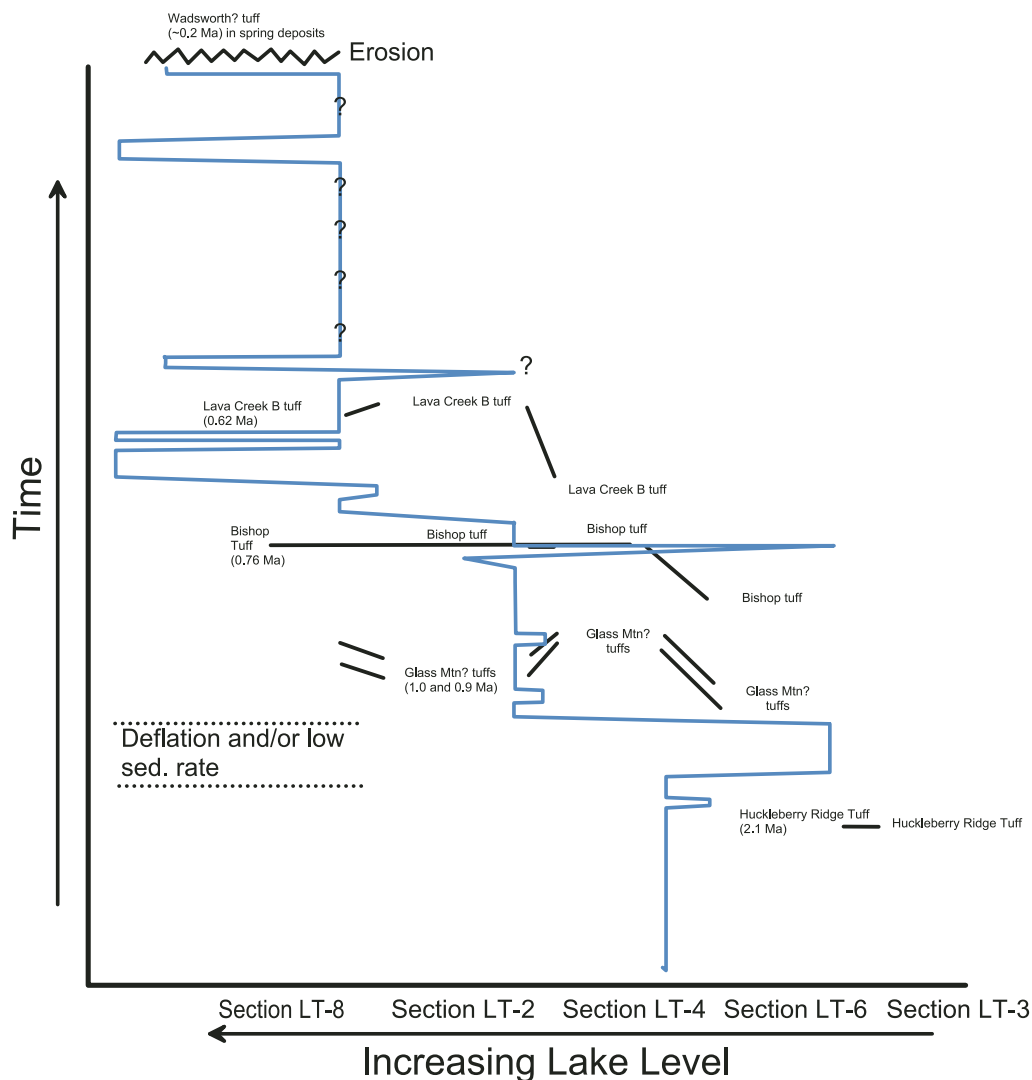 Wadsworth? tuff
(~0.2 Ma) in spring deposits
Erosion
?
?
?
?
?
?
Lava Creek B tuff
(0.62 Ma)
Lava Creek B tuff
Lava Creek B tuff
Bishop
Tuff
(0.76 Ma)
Bishop tuff
Bishop tuff
Bishop tuff
Glass Mtn?
tuffs
Glass Mtn? tuffs
(1.0 and 0.9 Ma)
Glass Mtn?
tuffs
Deflation and/or low
sed. rate
Huckleberry Ridge Tuff
(2.1 Ma)
Huckleberry Ridge Tuff
Time
Section LT-8
Section LT-2
Section LT-4
Section LT-6
Section LT-3
Increasing Lake Level